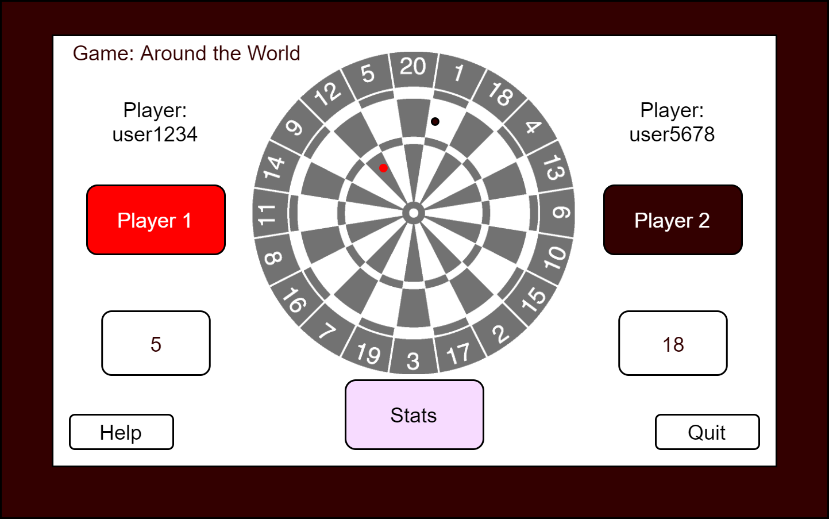 Game: Around the World
Player:
user1234
Player:
user5678
Player 1
Player 2
5
18
20
1
18
4
13
6
10
15
2
17
3
19
7
16
8
11
14
9
12
5
Stats
Help
Quit